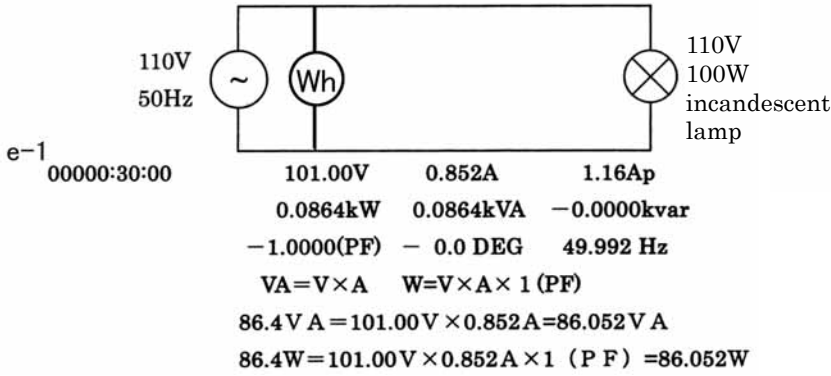 110V
50Hz
Wh
110V
100W
incandescent
lamp
e-1
00000:30:00 101.00V 0.852A 1.16Ap
0.0864kW 0.0864kVA －0.0000kvar
－1.0000(PF) － 0.0 DEG 49.992 Hz
VA=V×A W=V×A×1(PF)
86.4VA=101.00V×0.852A=86.052VA
86.4W=101.00V×0.852A×1 (PF) =86.052W